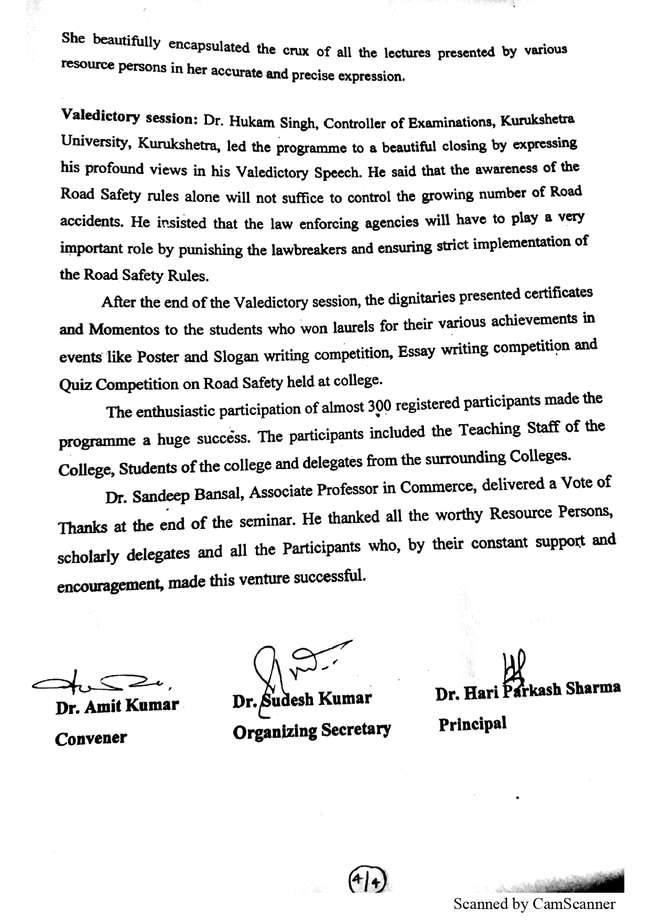 She beautifully encapsulated the crux of all the lectures presented by various
resource persons in her accurate and precise expression.
Valedictory session: Dr. Hukam Singh, Controller of Examinations, Kurukshetra
University, Kurukshetra, led the programme to a beautiful closing by expressing
his profound views in his Valedictory Speech. He said that the awareness of the
Road Safety rules alone will not suffice to control the growing number of Road
accidents. He insisted that the law enforcing agencies will have to play a very
important role by punishing the lawbreakers and ensuring strict implementation of
the Road Safety Rules.
After the end of the Valedictory session, the dignitaries presented certificates
and Momentos to the students who won laurels for their various achievements in
events like Poster and Slogan writing competition, Essay writing competition and
Quiz Competition on Road Safety held at college.
The enthusiastic participation of almost 300 registered participants made the
programme a huge success. The participants included the Teaching Staff of the
College, Students of the college and delegates from the surrounding Colleges.
Dr. Sandeep Bansal, Associate Professor in Commerce, delivered a Vote of
Thanks at the end of the seminar. He thanked all the worthy Resource Persons,
scholarly delegates and all the Participants who, by their constant support and
encouragement, made this venture successful.
Dr. Amit Kumar Dr. Sudesh Kumar Dr. Hari Parkash Sharma
Convener Organizing Secretary Principal
4/4
Scanned by CamScanner